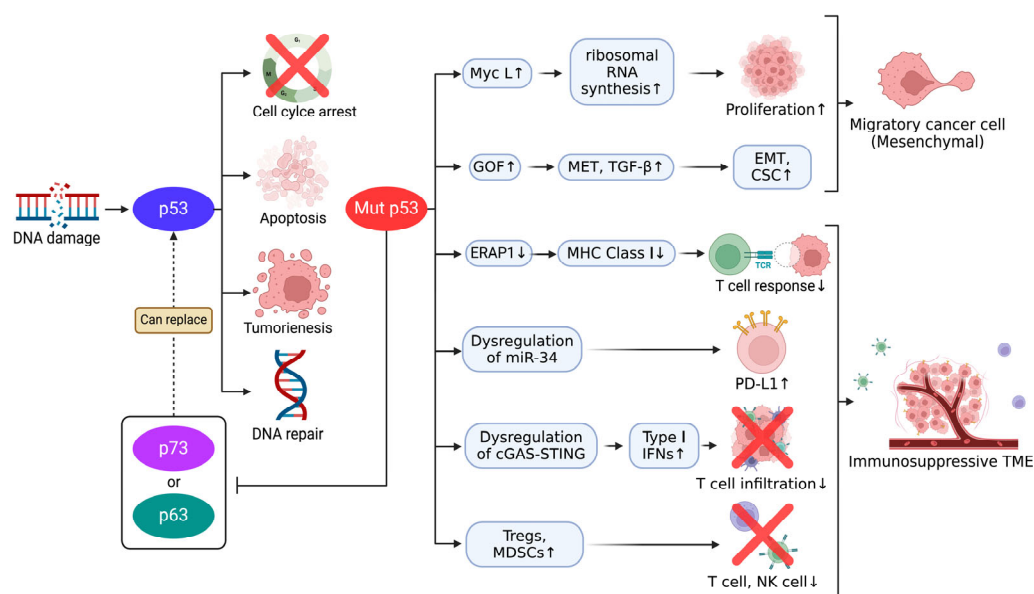 G₁
M
G₂
Cell cylce arrest
Apoptosis
DNA damage
p53
Tumorienesis
DNA repair
Can replace
p73
or
p63
Mut p53
Myc L↑
ribosomal
RNA
synthesis↑
Proliferation↑
GOF↑
MET, TGF-β↑
EMT,
CSC↑
Migratory cancer cell
(Mesenchymal)
ERAP1↓
MHC Class I↓
TCR
T cell response↓
Dysregulation
of miR-34
PD-L1↑
Dysregulation
of cGAS-STING
Type I
IFNs↑
T cell infiltration↓
Tregs,
MDSCs↑
T cell, NK cell↓
Immunosuppressive TME